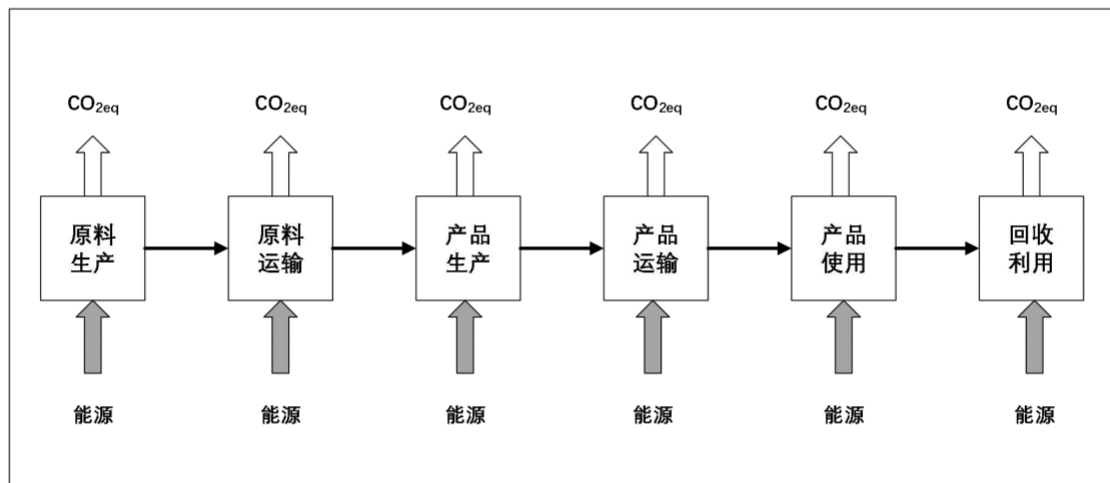 CO2eq CO2eq CO2eq CO2eq CO2eq CO2eq
原料 原料 产品 产品 产品 回收
生产 运输 生产 运输 使用 利用
能源 能源 能源 能源 能源 能源